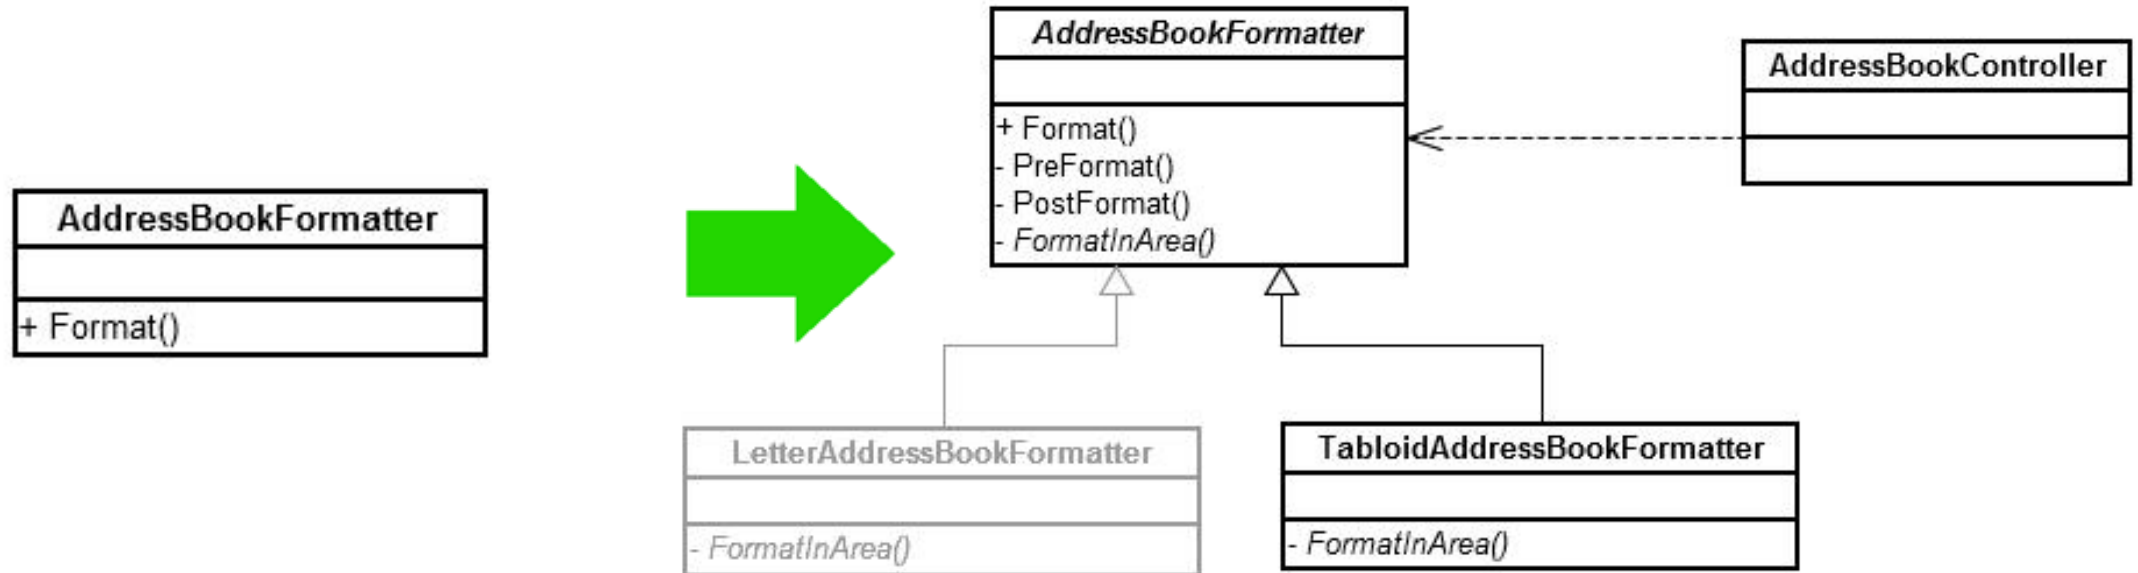 AddressBookFormatter
+ Format()
AddressBookFormatter
+ Format()
- PreFormat()
- PostFormat()
- FormatInArea()
AddressBookController
LetterAddressBookFormatter
- FormatInArea()
TabloidAddressBookFormatter
- FormatInArea()